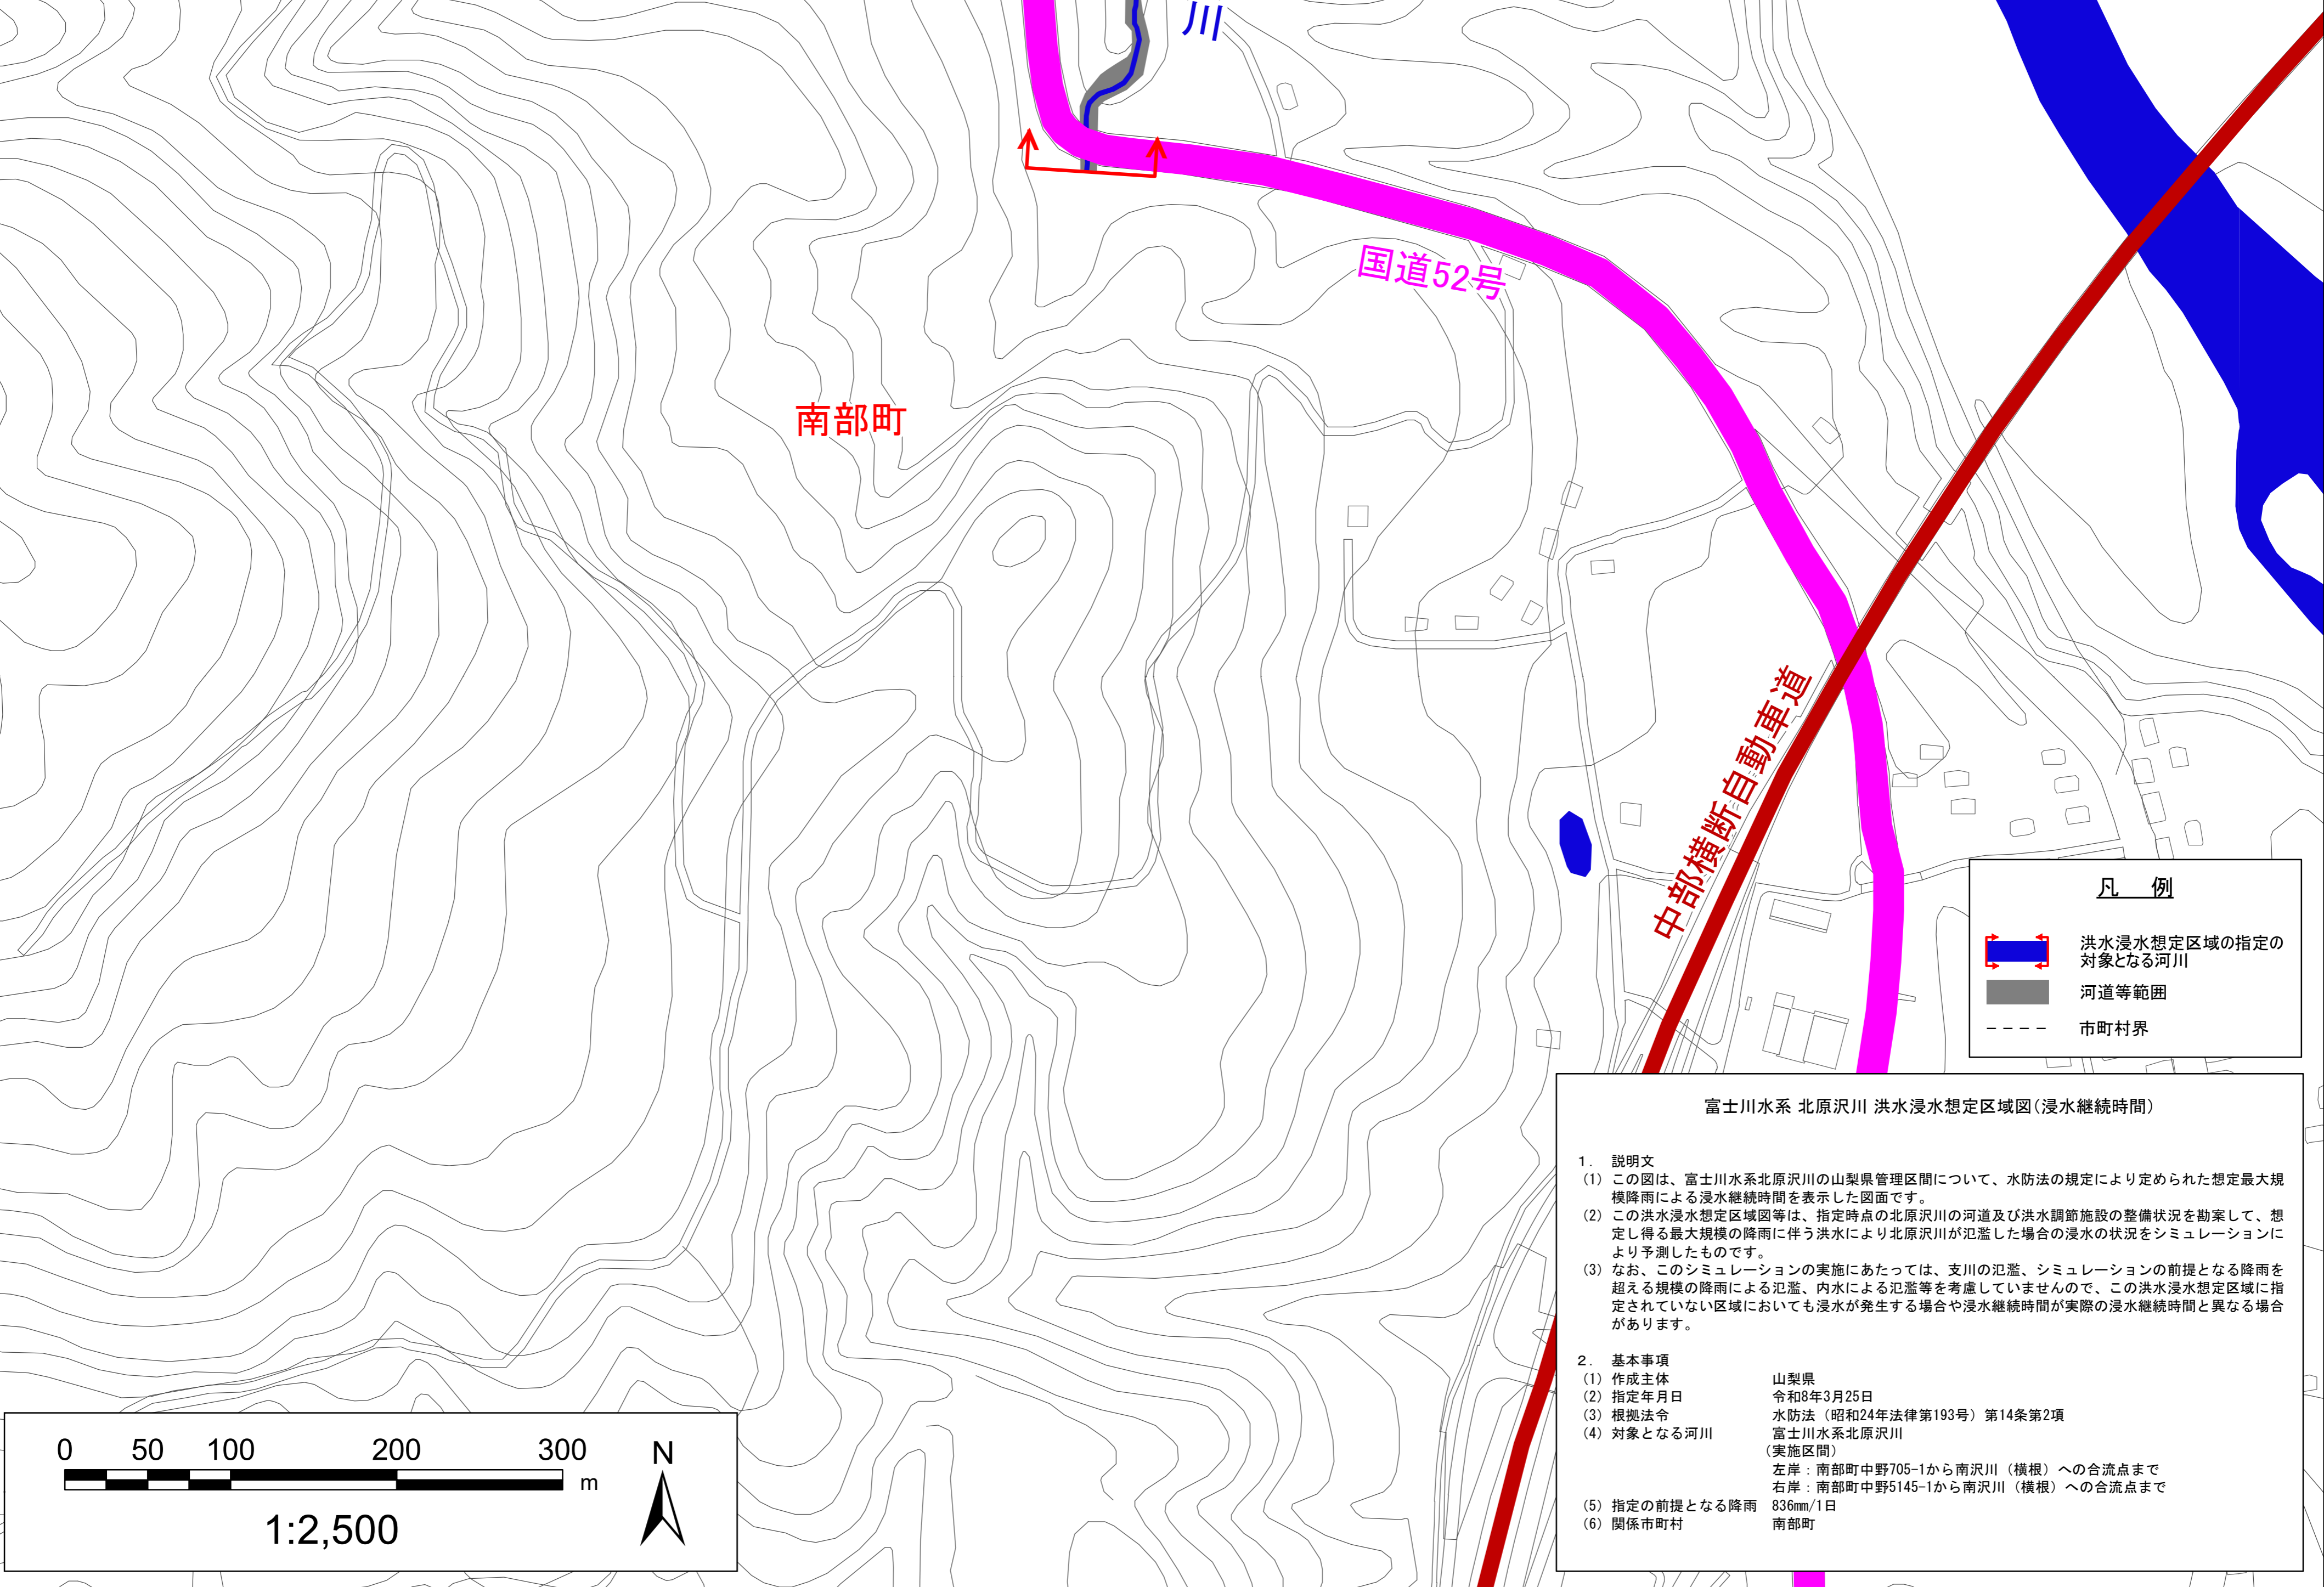 川
国道52号
南部町
中部横断自動車道
凡　例
洪水浸水想定区域の指定の
対象となる河川
河道等範囲
市町村界
富士川水系 北原沢川 洪水浸水想定区域図(浸水継続時間)
1. 説明文
(1) この図は、富士川水系北原沢川の山梨県管理区間について、水防法の規定により定められた想定最大規
模降雨による浸水継続時間を表示した図面です。
(2) この洪水浸水想定区域図等は、指定時点の北原沢川の河道及び洪水調節施設の整備状況を勘案して、想
定し得る最大規模の降雨に伴う洪水により北原沢川が氾濫した場合の浸水の状況をシミュレーションに
より予測したものです。
(3) なお、このシミュレーションの実施にあたっては、支川の氾濫、シミュレーションの前提となる降雨を
超える規模の降雨による氾濫、内水による氾濫等を考慮していませんので、この洪水浸水想定区域に指
定されていない区域においても浸水が発生する場合や浸水継続時間が実際の浸水継続時間と異なる場合
があります。
2. 基本事項
(1) 作成主体　山梨県
(2) 指定年月日　令和8年3月25日
(3) 根拠法令　水防法（昭和24年法律第193号）第14条第2項
(4) 対象となる河川　富士川水系北原沢川
（実施区間）
左岸：南部町中野705-1から南沢川（横根）への合流点まで
右岸：南部町中野5145-1から南沢川（横根）への合流点まで
(5) 指定の前提となる降雨　836mm/1日
(6) 関係市町村　南部町
0 50 100 200 300
m
1:2,500
N